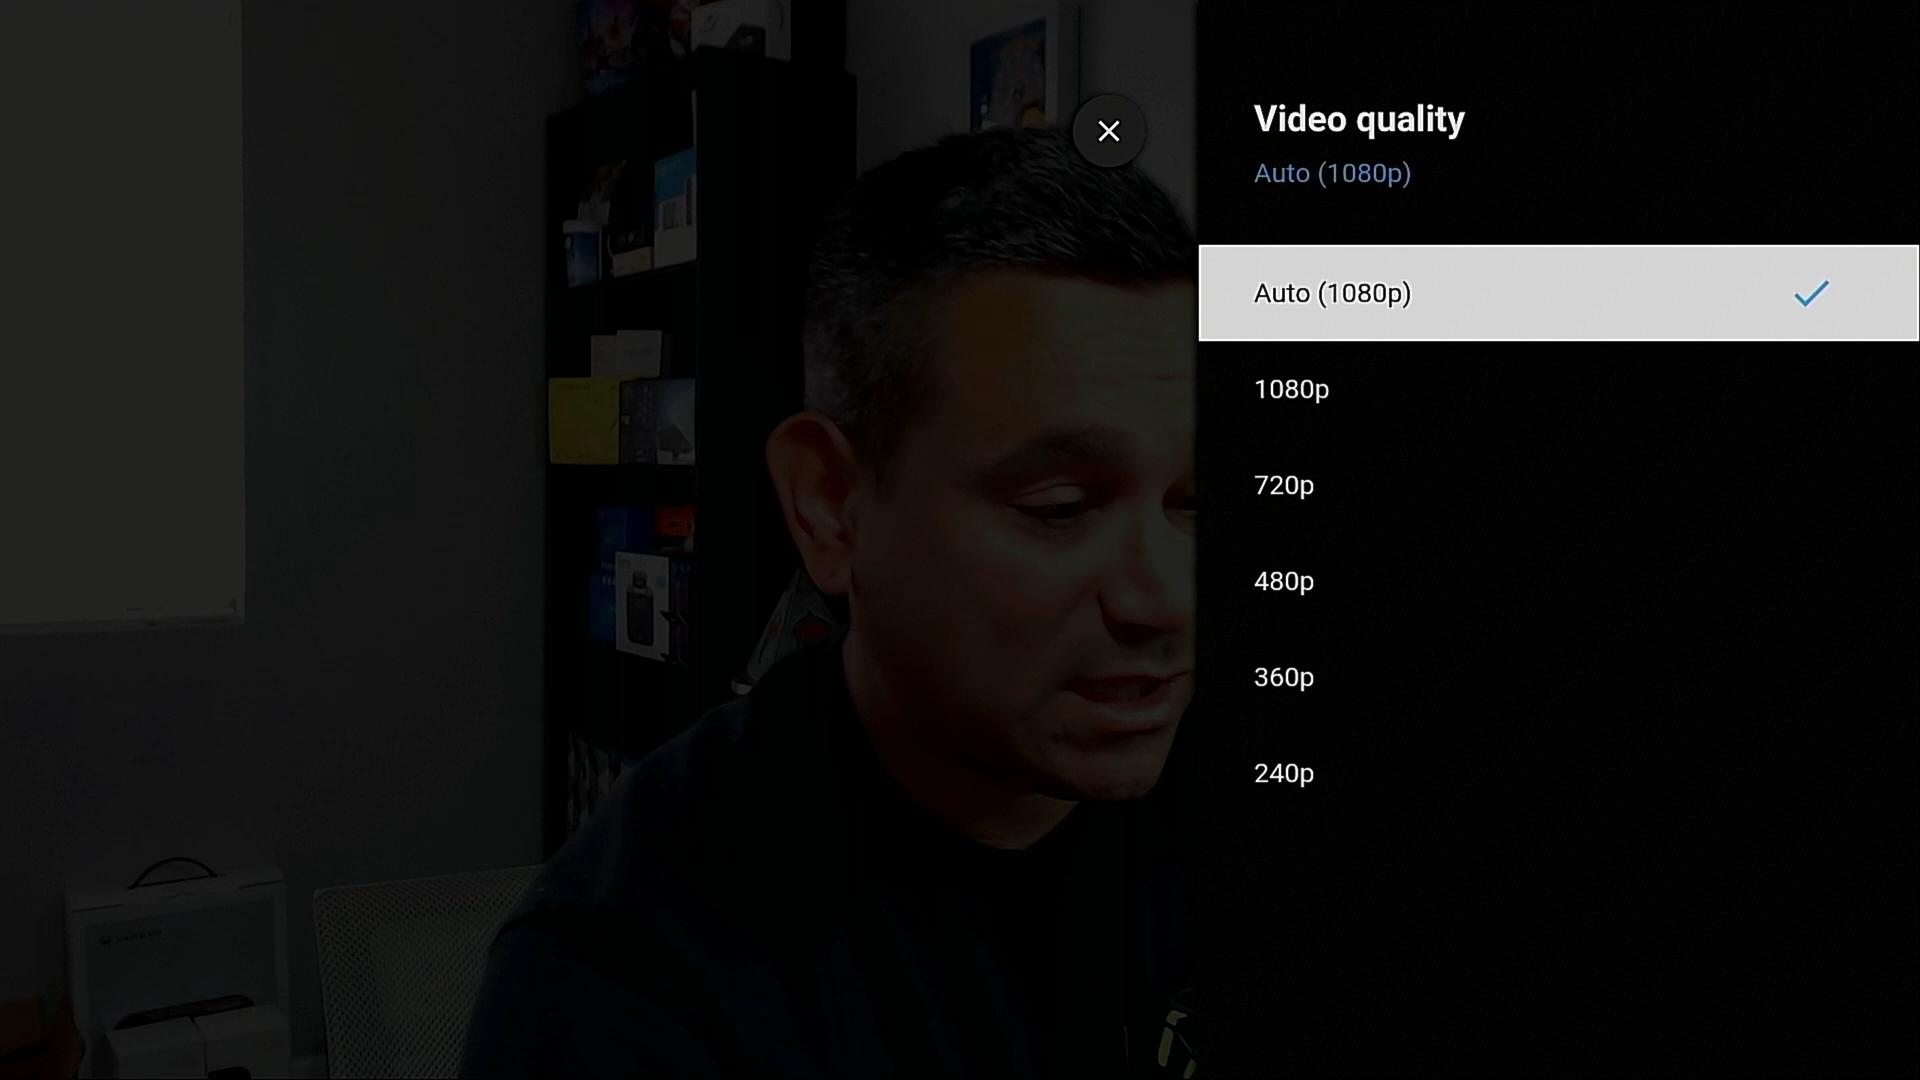 Video quality
Auto (1080p)
Auto (1080p)
1080p
720p
480p
360p
240p